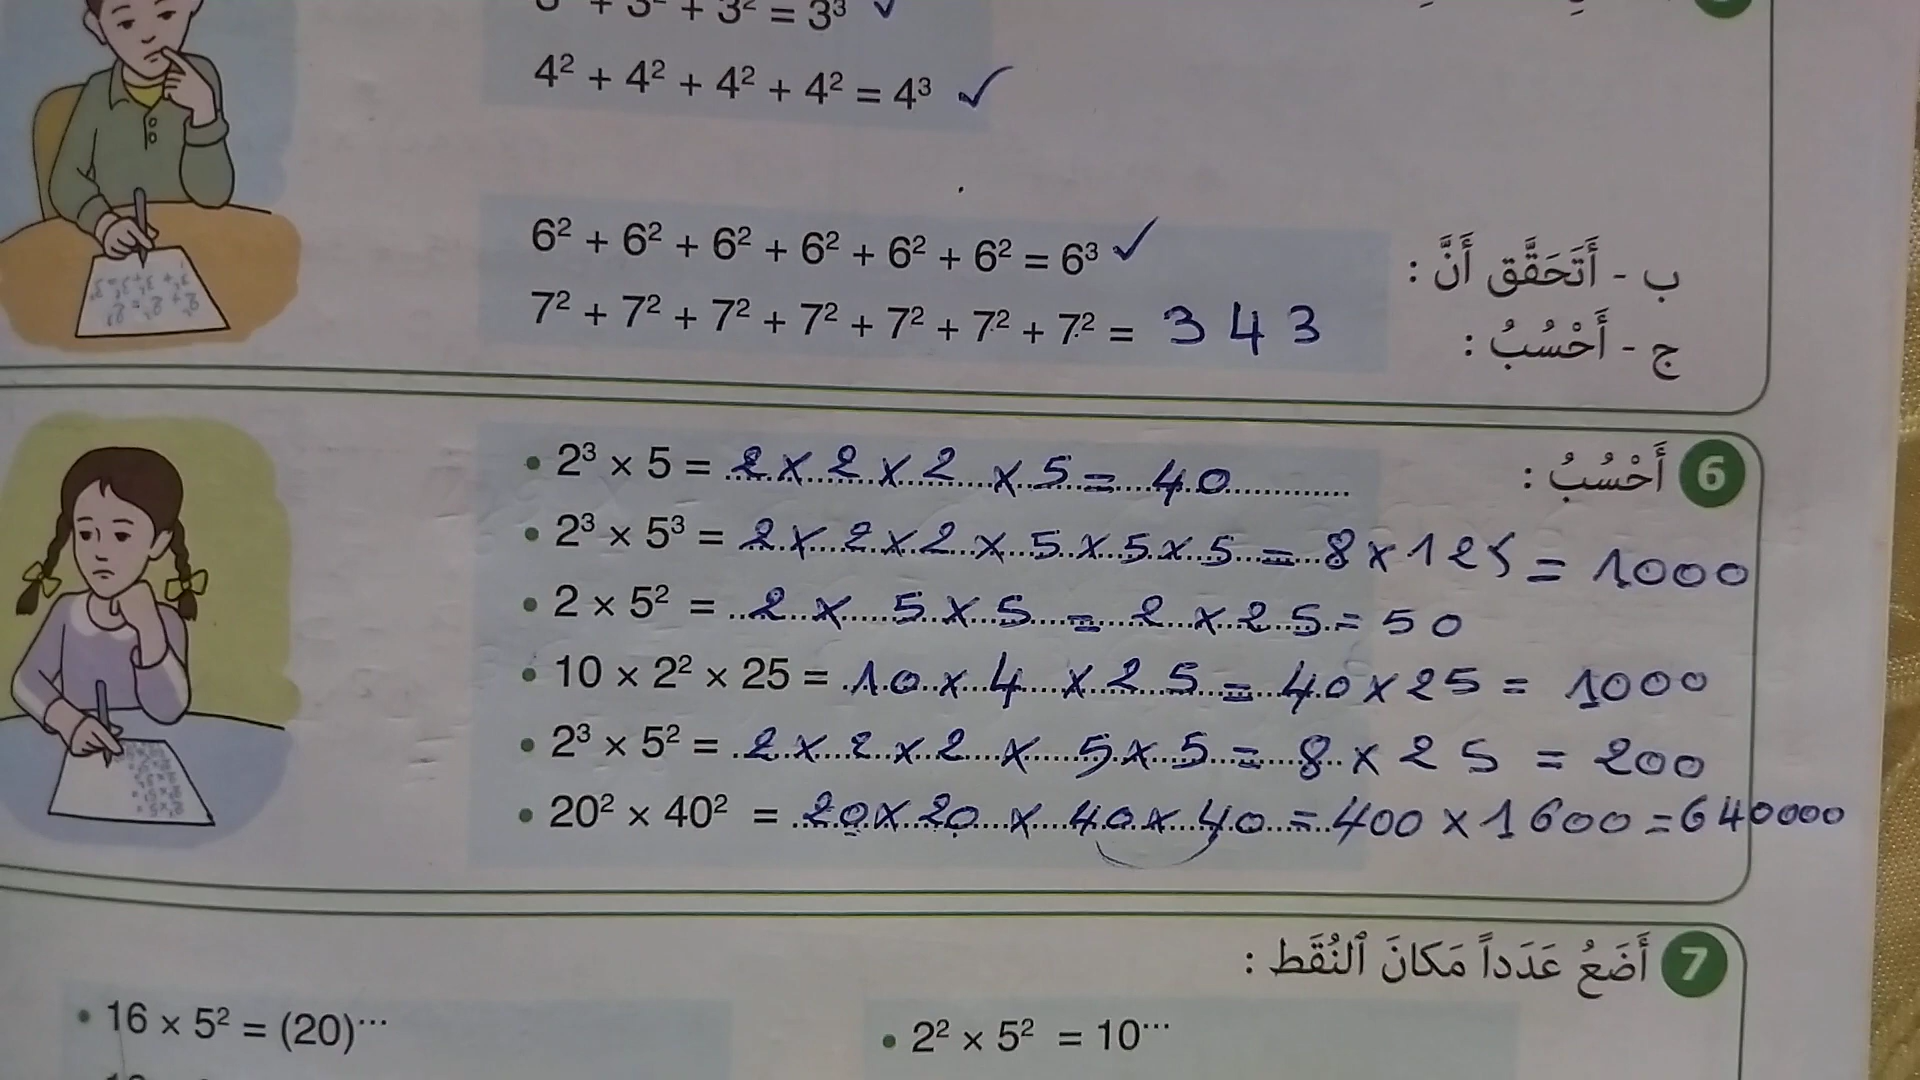 + 3² + 3² = 3³ ✓
4² + 4² + 4² + 4² = 4³ ✓
ب - أَتَحَقَّق أَنَّ : 6² + 6² + 6² + 6² + 6² + 6² = 6³ ✓
ج - أَحْسُبُ : 7² + 7² + 7² + 7² + 7² + 7² + 7² = 343
6 أَحْسُبُ :
• 2³ × 5 = 2 × 2 × 2 × 5 = 40
• 2³ × 5³ = 2 × 2 × 2 × 5 × 5 × 5 = 8 × 125 = 1000
• 2 × 5² = 2 × 5 × 5 = 2 × 25 = 50
• 10 × 2² × 25 = 10 × 4 × 25 = 40 × 25 = 1000
• 2³ × 5² = 2 × 2 × 2 × 5 × 5 = 8 × 25 = 200
• 20² × 40² = 20 × 20 × 40 × 40 = 400 × 1600 = 640000
7 أَضَعُ عَدَداً مَكانَ ٱلنُقَط :
• 16 × 5² = (20)···
• 2² × 5² = 10···